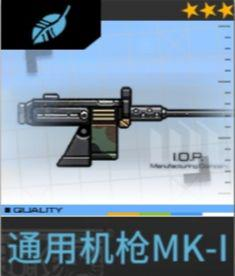 I.O.P.
Manufacturing Company
QUALITY
通用机枪MK-I